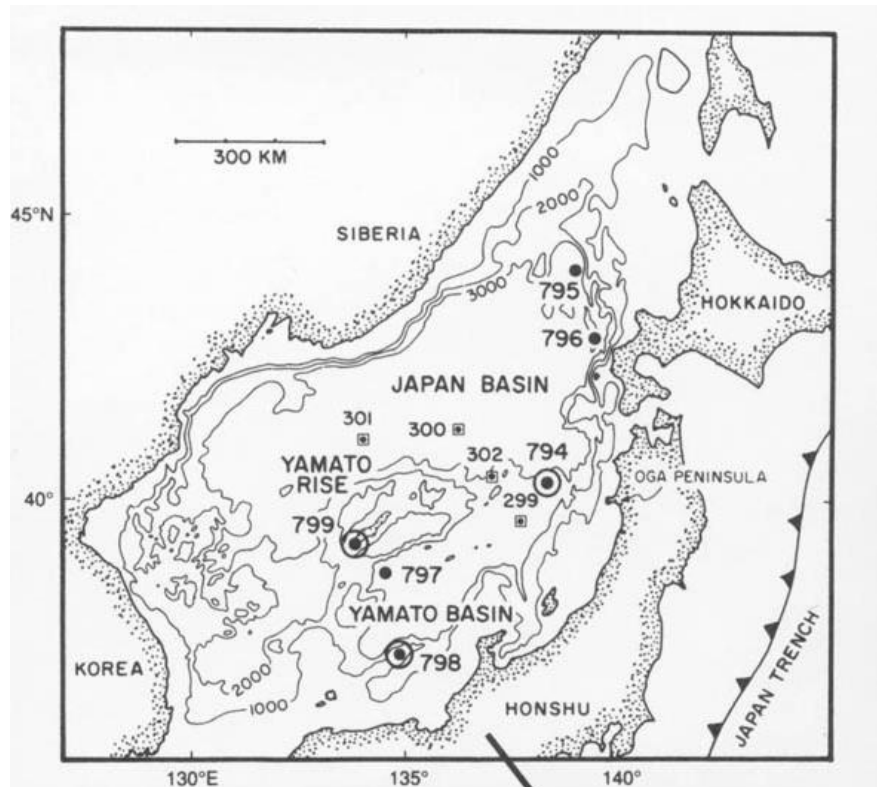 300 KM
1000
45°N
2000
SIBERIA
3000
795
HOKKAIDO
796
JAPAN BASIN
301
300
302
794
YAMATO
RISE
OGA PENINSULA
299
40°
799
797
YAMATO BASIN
KOREA
798
2000
1000
HONSHU
JAPAN TRENCH
130°E
135°
140°